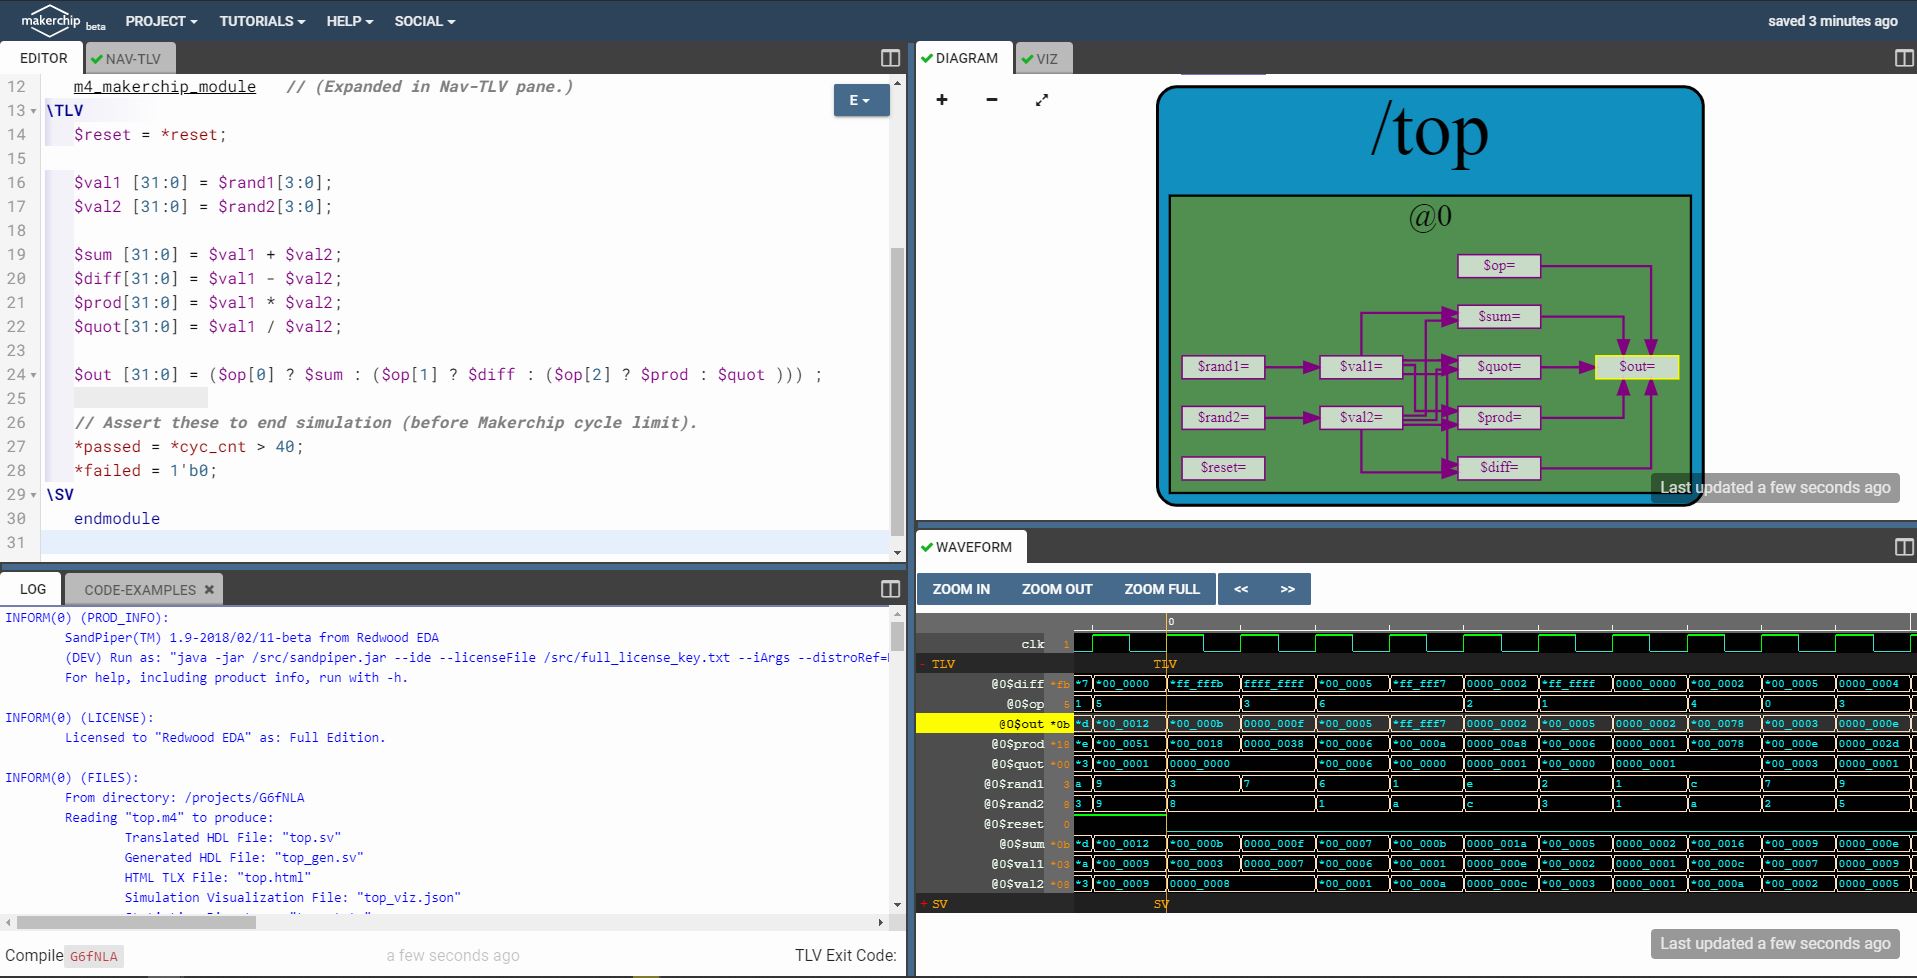 makerchip beta PROJECT TUTORIALS HELP SOCIAL saved 3 minutes ago
EDITOR NAV-TLV
12 m4_makerchip_module // (Expanded in Nav-TLV pane.)
E
13 \TLV
14 $reset = *reset;
15
16 $val1 [31:0] = $rand1[3:0];
17 $val2 [31:0] = $rand2[3:0];
18
19 $sum [31:0] = $val1 + $val2;
20 $diff[31:0] = $val1 - $val2;
21 $prod[31:0] = $val1 * $val2;
22 $quot[31:0] = $val1 / $val2;
23
24 $out [31:0] = ($op[0] ? $sum : ($op[1] ? $diff : ($op[2] ? $prod : $quot ))) ;
25
26 // Assert these to end simulation (before Makerchip cycle limit).
27 *passed = *cyc_cnt > 40;
28 *failed = 1'b0;
29 \SV
30 endmodule
31
LOG CODE-EXAMPLES ×
INFORM(0) (PROD_INFO):
SandPiper(TM) 1.9-2018/02/11-beta from Redwood EDA
(DEV) Run as: "java -jar /src/sandpiper.jar --ide --licenseFile /src/full_license_key.txt --iArgs --distroRef=
For help, including product info, run with -h.
INFORM(0) (LICENSE):
Licensed to "Redwood EDA" as: Full Edition.
INFORM(0) (FILES):
From directory: /projects/G6fNLA
Reading "top.m4" to produce:
Translated HDL File: "top.sv"
Generated HDL File: "top_gen.sv"
HTML TLX File: "top.html"
Simulation Visualization File: "top_viz.json"
Compile G6fNLA a few seconds ago TLV Exit Code:
DIAGRAM VIZ
+ −
/top
@0
$op=
$sum=
$rand1= $val1= $quot= $out=
$rand2= $val2= $prod=
$reset= $diff=
Last updated a few seconds ago
WAVEFORM
ZOOM IN ZOOM OUT ZOOM FULL << >>
0
clk 1
- TLV TLV
@0$diff *fb *7 *00_0000 *ff_fffb ffff_ffff *00_0005 *ff_fff7 0000_0002 *ff_ffff 0000_0000 *00_0002 *00_0005 0000_0004
@0$op 5 1 5 3 6 2 1 4 0 3
@0$out *0b *d *00_0012 *00_000b 0000_000f *00_0005 *ff_fff7 0000_0002 *00_0005 0000_0002 *00_0078 *00_0003 0000_000e
@0$prod *18 *e *00_0051 *00_0018 0000_0038 *00_0006 *00_000a 0000_00a8 *00_0006 0000_0001 *00_0078 *00_000e 0000_002d
@0$quot *00 *3 *00_0001 0000_0000 *00_0006 *00_0000 0000_0001 *00_0000 0000_0001 *00_0003 0000_0001
@0$rand1 3 a 9 3 7 6 1 e 2 1 c 7 9
@0$rand2 8 3 9 8 1 a c 3 1 a 2 5
@0$reset 0
@0$sum *0b *d *00_0012 *00_000b 0000_000f *00_0007 *00_000b 0000_001a *00_0005 0000_0002 *00_0016 *00_0009 0000_000e
@0$val1 *03 *a *00_0009 *00_0003 0000_0007 *00_0006 *00_0001 0000_000e *00_0002 0000_0001 *00_000c *00_0007 0000_0009
@0$val2 *08 *3 *00_0009 0000_0008 *00_0001 *00_000a 0000_000c *00_0003 0000_0001 *00_000a *00_0002 0000_0005
+ SV SV
Last updated a few seconds ago